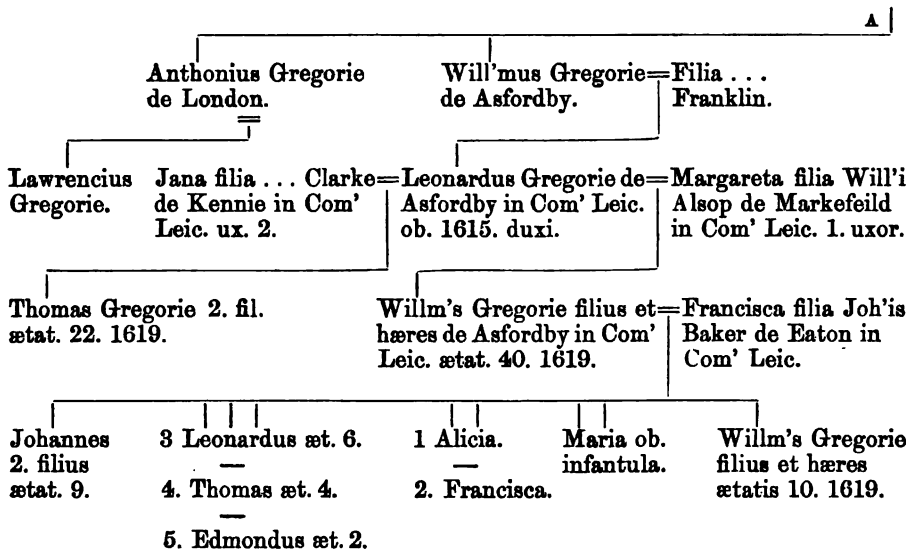 A
Anthonius Gregorie
de London.
Will'mus Gregorie=Filia . . .
de Asfordby. Franklin.
Lawrencius
Gregorie.
Jana filia . . . Clarke=Leonardus Gregorie de=Margareta filia Will'i
de Kennie in Com' Asfordby in Com' Leic. Alsop de Markefeild
Leic. ux. 2. ob. 1615. duxi. in Com' Leic. 1. uxor.
Thomas Gregorie 2. fil.
ætat. 22. 1619.
Willm's Gregorie filius et=Francisca filia Joh'is
hæres de Asfordby in Com' Baker de Eaton in
Leic. ætat. 40. 1619. Com' Leic.
Johannes
2. filius
ætat. 9.
3 Leonardus æt. 6.
4. Thomas æt. 4.
5. Edmondus æt. 2.
1 Alicia.
2. Francisca.
Maria ob.
infantula.
Willm's Gregorie
filius et hæres
ætatis 10. 1619.